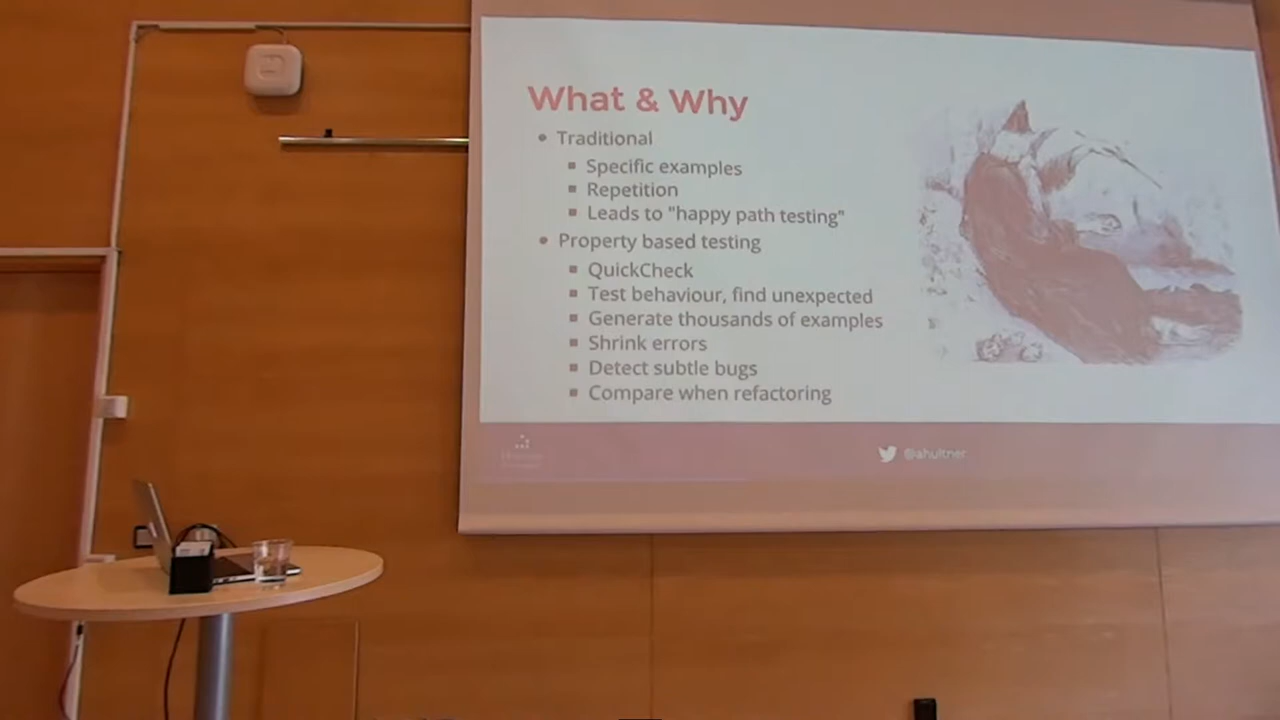 What & Why
Traditional
Specific examples
Repetition
Leads to "happy path testing"
Property based testing
QuickCheck
Test behaviour, find unexpected
Generate thousands of examples
Shrink errors
Detect subtle bugs
Compare when refactoring
@ahultner